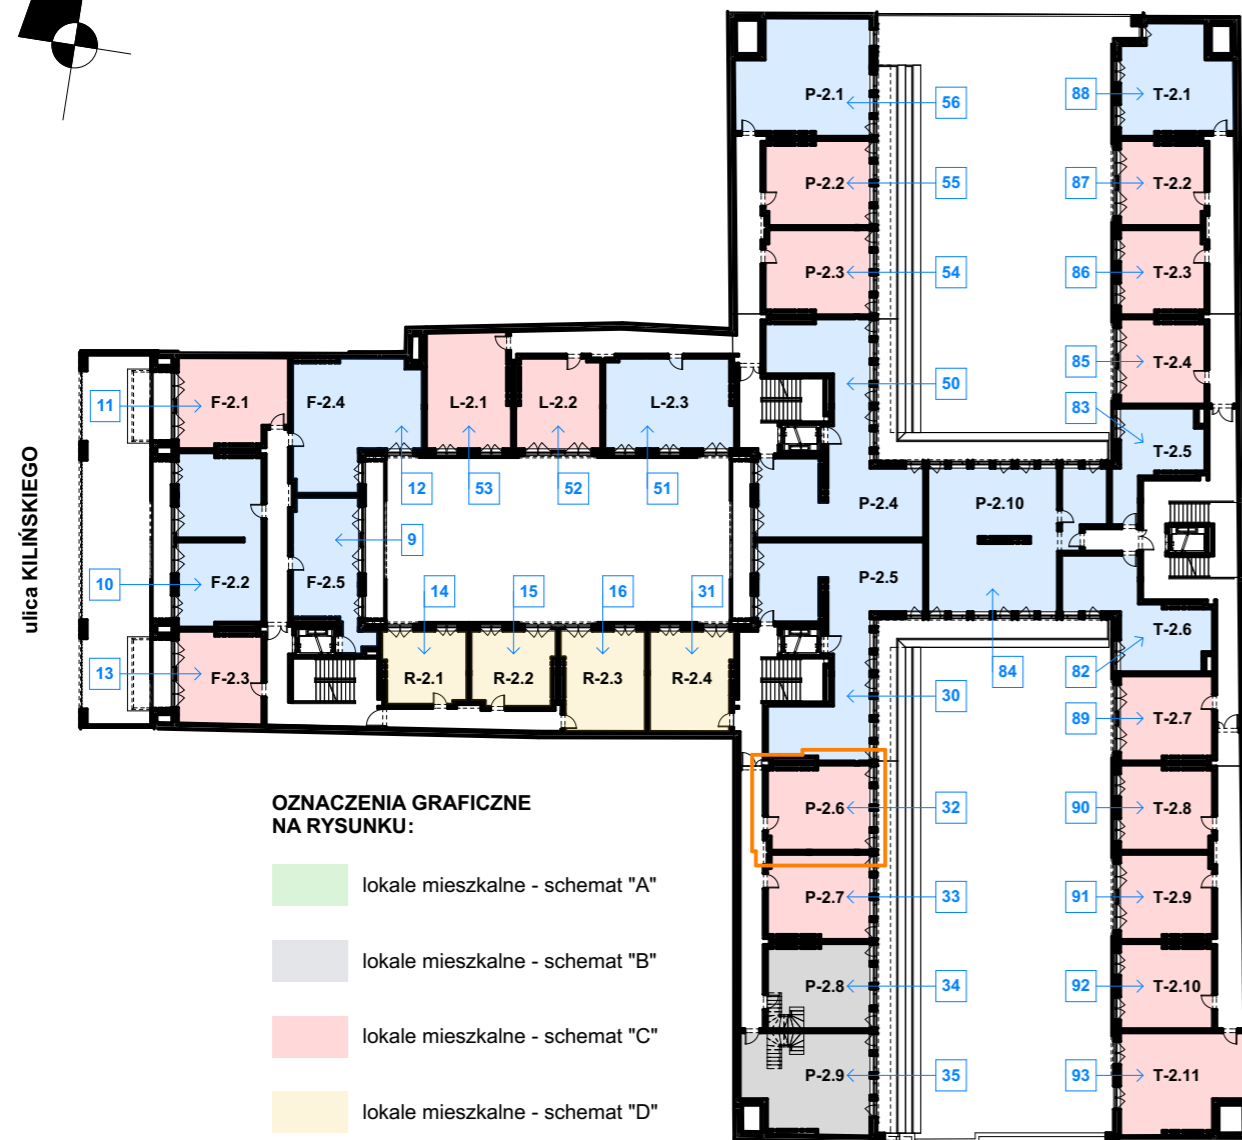 P-2.1
56
88
T-2.1
P-2.2
55
87
T-2.2
P-2.3
54
86
T-2.3
85
T-2.4
50
83
T-2.5
11
F-2.1
F-2.4
L-2.1
L-2.2
L-2.3
12
53
52
51
P-2.4
P-2.10
ulica KILIŃSKIEGO
9
10
F-2.2
F-2.5
14
15
16
31
P-2.5
T-2.6
13
F-2.3
R-2.1
R-2.2
R-2.3
R-2.4
30
84
82
89
T-2.7
P-2.6
32
90
T-2.8
P-2.7
33
91
T-2.9
P-2.8
34
92
T-2.10
P-2.9
35
93
T-2.11
OZNACZENIA GRAFICZNE
NA RYSUNKU:
lokale mieszkalne - schemat "A"
lokale mieszkalne - schemat "B"
lokale mieszkalne - schemat "C"
lokale mieszkalne - schemat "D"